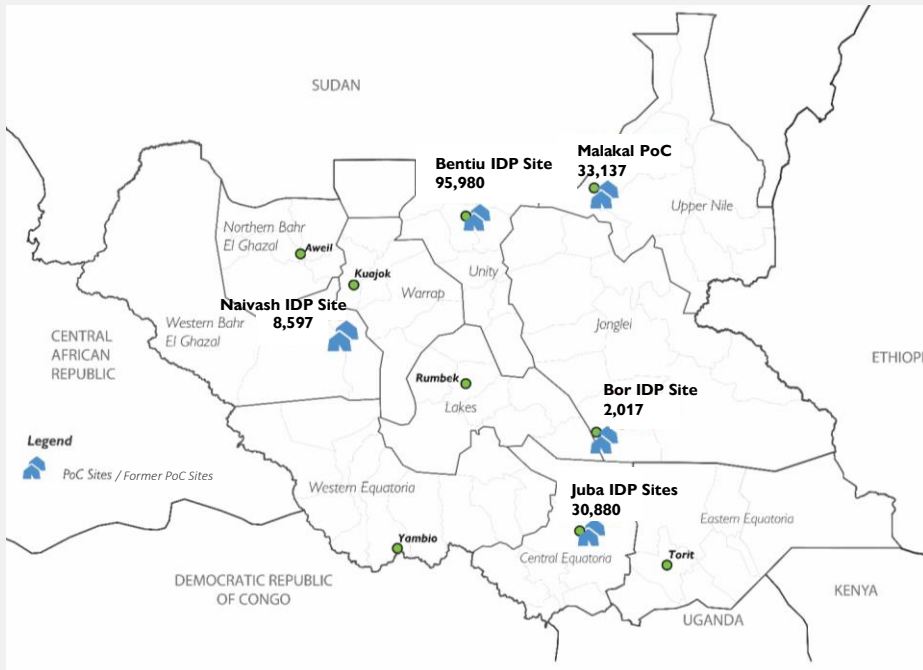 SUDAN
Bentiu IDP Site
95,980
Malakal PoC
33,137
Upper Nile
Northern Bahr
El Ghazal
Aweil
Kuajok
Unity
Warrap
Naivash IDP Site
8,597
Western Bahr
El Ghazal
Jonglei
CENTRAL
AFRICAN
REPUBLIC
ETHIOPI
Rumbek
Lakes
Bor IDP Site
2,017
Legend
PoC Sites / Former PoC Sites
Western Equatoria
Juba IDP Sites
30,880
Eastern Equatoria
Yambio
Central Equatoria
Torit
DEMOCRATIC REPUBLIC
OF CONGO
KENYA
UGANDA